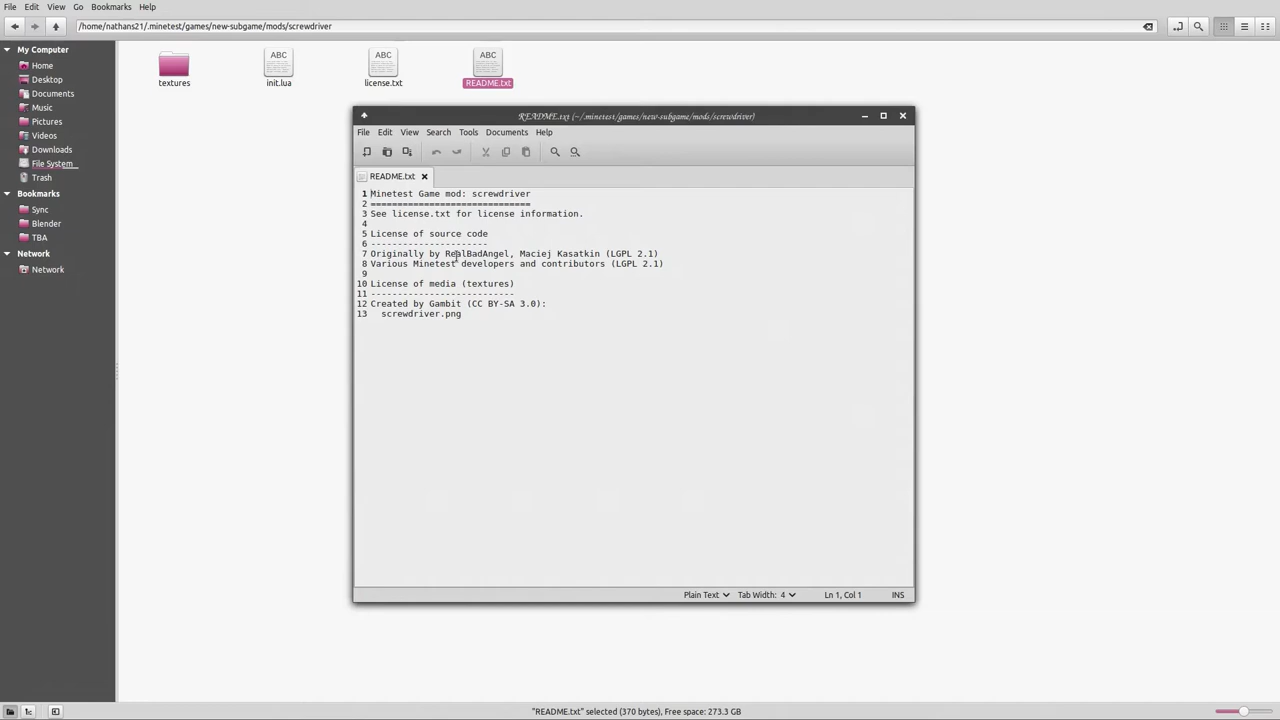 File Edit View Go Bookmarks Help
/home/nathans21/.minetest/games/new-subgame/mods/screwdriver
My Computer
Home
Desktop
Documents
Music
Pictures
Videos
Downloads
File System
Trash
Bookmarks
Sync
Blender
TBA
Network
Network
ABC ABC ABC
textures init.lua license.txt README.txt
README.txt (~/.minetest/games/new-subgame/mods/screwdriver)
File Edit View Search Tools Documents Help
README.txt
1 Minetest Game mod: screwdriver
2 ==============================
3 See license.txt for license information.
4
5 License of source code
6 ----------------------
7 Originally by RealBadAngel, Maciej Kasatkin (LGPL 2.1)
8 Various Minetest developers and contributors (LGPL 2.1)
9
10 License of media (textures)
11 ---------------------------
12 Created by Gambit (CC BY-SA 3.0):
13 screwdriver.png
Plain Text Tab Width: 4 Ln 1, Col 1 INS
"README.txt" selected (370 bytes), Free space: 273.3 GB